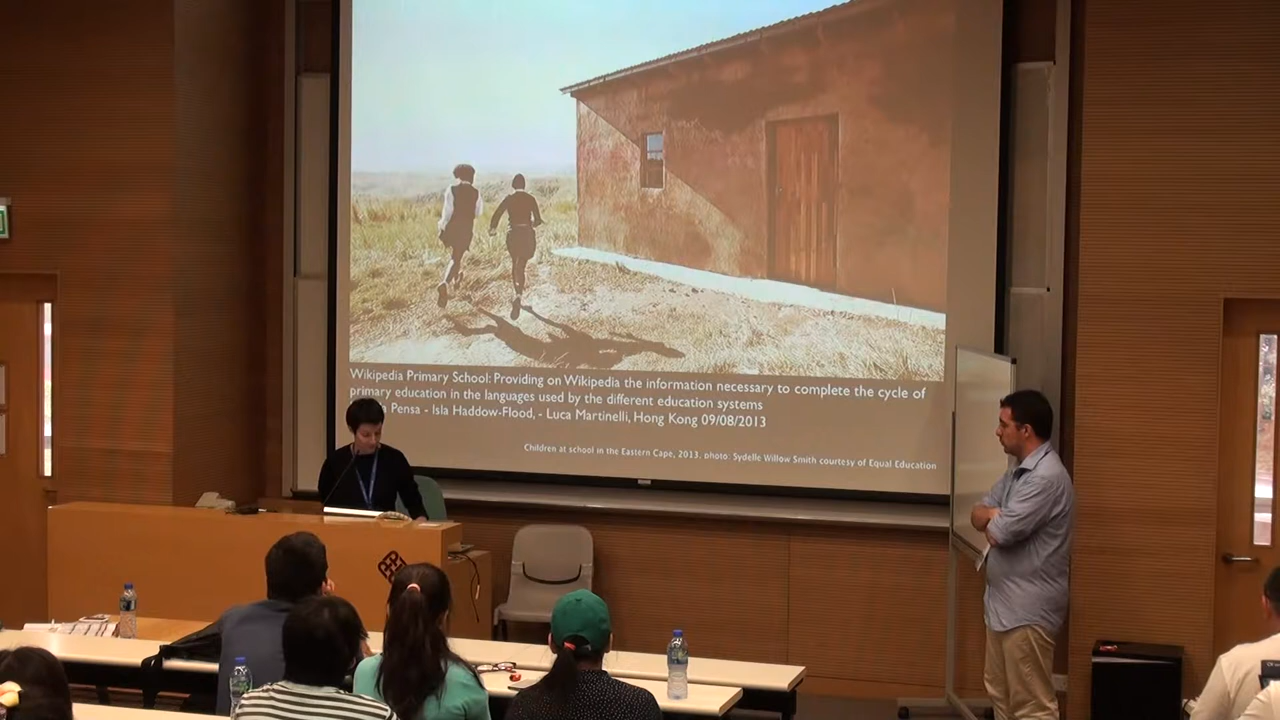 Wikipedia Primary School: Providing on Wikipedia the information necessary to complete the cycle of
primary education in the languages used by the different education systems
Pensa - Isla Haddow-Flood, - Luca Martinelli, Hong Kong 09/08/2013
Children at school in the Eastern Cape, 2013, photo: Sydelle Willow Smith courtesy of Equal Education